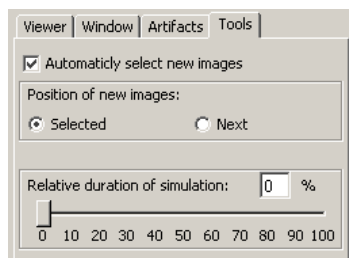 Viewer Window Artifacts Tools
Automaticly select new images
Position of new images:
Selected Next
Relative duration of simulation: 0 %
0 10 20 30 40 50 60 70 80 90 100